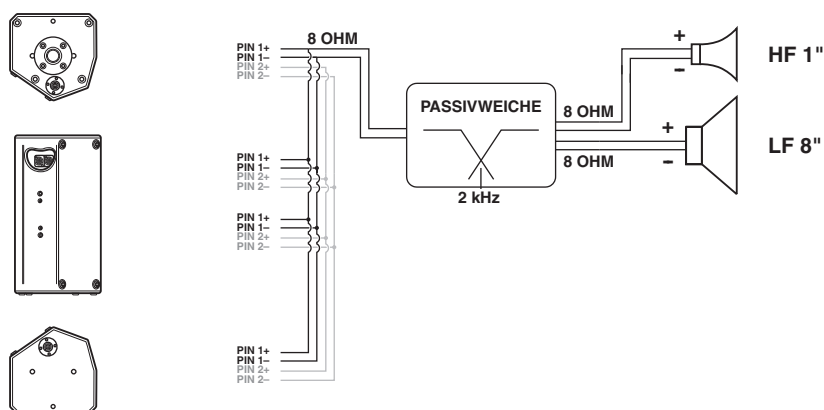 8 OHM
PIN 1+
PIN 1–
PIN 2+
PIN 2–
+
–
HF 1"
PASSIVWEICHE
8 OHM
+
–
LF 8"
8 OHM
2 kHz
PIN 1+
PIN 1–
PIN 2+
PIN 2–
PIN 1+
PIN 1–
PIN 2+
PIN 2–
PIN 1+
PIN 1–
PIN 2+
PIN 2–